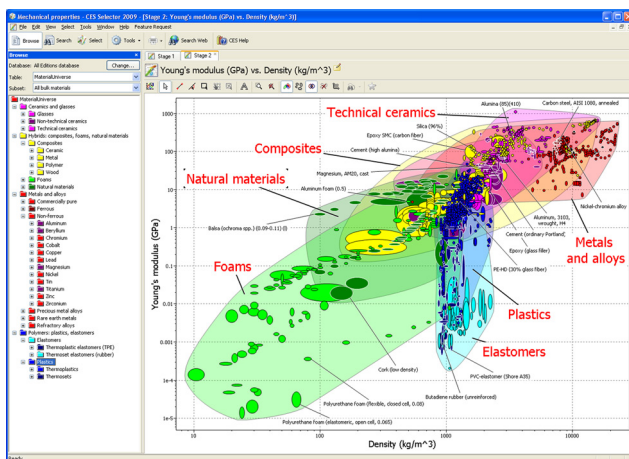 Mechanical properties - CES Selector 2009 - [Stage 2: Young's modulus (GPa) vs. Density (kg/m^3)]
File Edit View Select Tools Window Help Feature Request
Browse Search Select Tools Search Web CES Help
Browse
Database: All Editions database Change...
Table: MaterialUniverse
Subset: All bulk materials
MaterialUniverse
Ceramics and glasses
Glasses
Non-technical ceramics
Technical ceramics
Hybrids: composites, foams, natural materials
Composites
Ceramic
Metal
Polymer
Wood
Foams
Natural materials
Metals and alloys
Commercially pure
Ferrous
Non-ferrous
Aluminum
Beryllium
Chromium
Cobalt
Copper
Lead
Magnesium
Nickel
Tin
Titanium
Zinc
Zirconium
Precious metal alloys
Rare earth metals
Refractory alloys
Polymers: plastics, elastomers
Elastomers
Thermoplastic elastomers (TPE)
Thermoset elastomers (rubber)
Plastics
Thermoplastics
Thermosets
Stage 1 Stage 2
Young's modulus (GPa) vs. Density (kg/m^3)
Technical ceramics
Alumina (85)(410)
Carbon steel, AISI 1080, annealed
Silica (96%)
Epoxy SMC (carbon fiber)
Cement (high alumina)
Composites
Magnesium, AM20, cast
Natural materials
Aluminum foam (0.5)
Balsa (ochroma spp.) (0.09-0.11) (l)
Nickel-chromium alloy
Aluminum, 3103, wrought, H4
Cement (ordinary Portland)
Epoxy (glass filler)
PE-HD (30% glass fiber)
Metals
and alloys
Foams
Plastics
Elastomers
Cork (low density)
PVC-elastomer (Shore A35)
Butadiene rubber (unreinforced)
Polyurethane foam (flexible, closed cell, 0.08)
Polyurethane foam (elastomeric, open cell, 0.065)
Young's modulus (GPa)
1000
100
10
1
0.1
0.01
0.001
1e-4
1e-5
10 100 1000 10000
Density (kg/m^3)
Ready